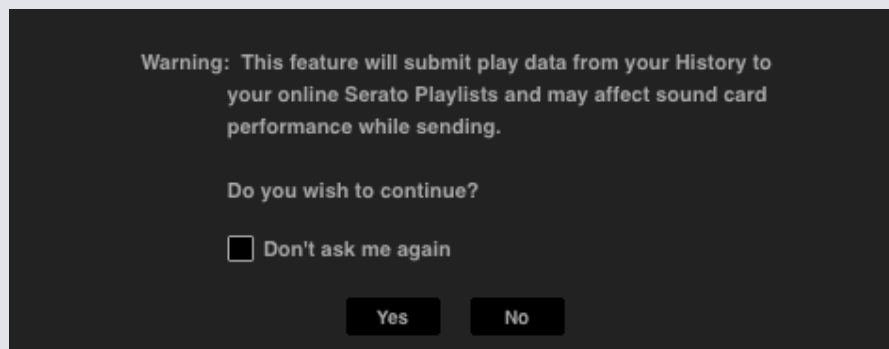 Warning: This feature will submit play data from your History to
your online Serato Playlists and may affect sound card
performance while sending.
Do you wish to continue?
Don't ask me again
Yes No